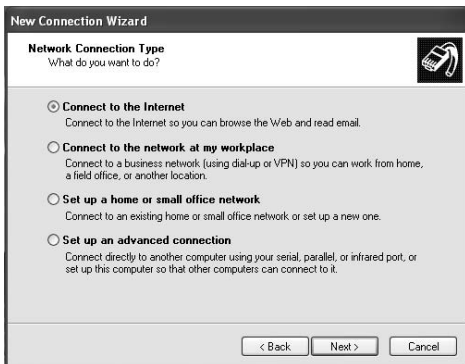 New Connection Wizard
Network Connection Type
What do you want to do?
Connect to the Internet
Connect to the Internet so you can browse the Web and read email.
Connect to the network at my workplace
Connect to a business network (using dial-up or VPN) so you can work from home,
a field office, or another location.
Set up a home or small office network
Connect to an existing home or small office network or set up a new one.
Set up an advanced connection
Connect directly to another computer using your serial, parallel, or infrared port, or
set up this computer so that other computers can connect to it.
< Back Next > Cancel